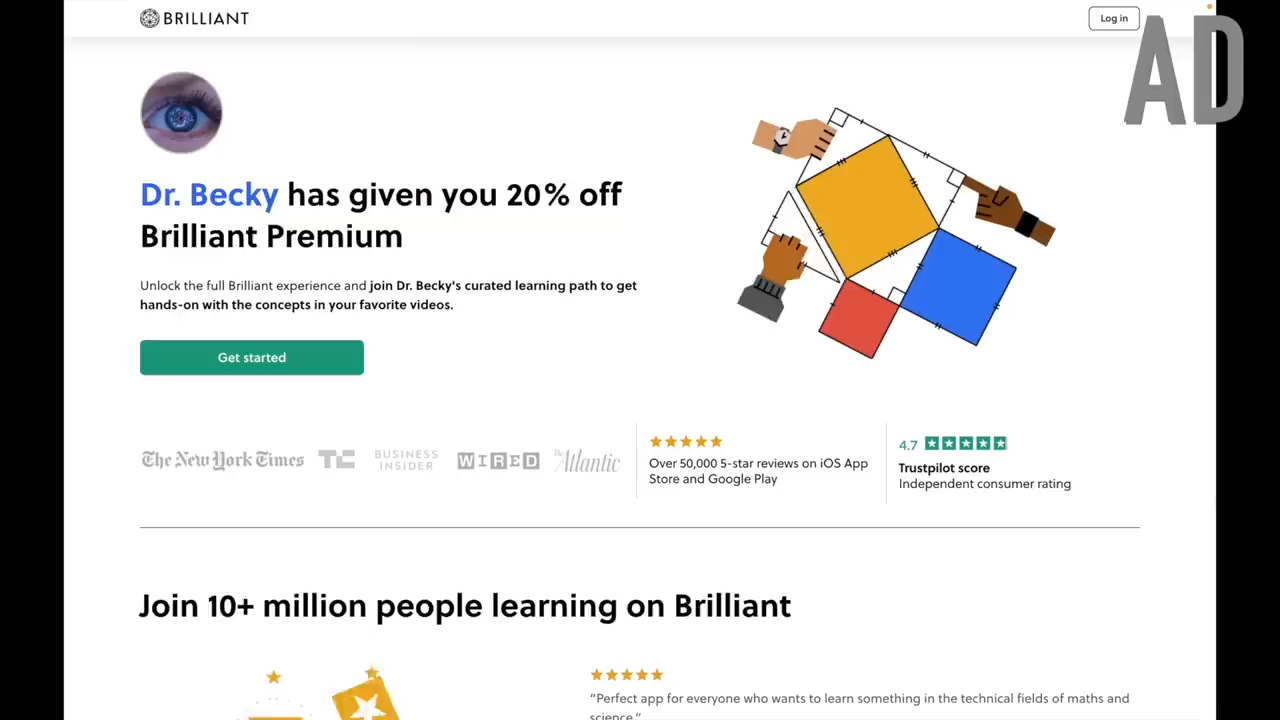 BRILLIANT
Log in
AD
Dr. Becky has given you 20% off
Brilliant Premium
Unlock the full Brilliant experience and join Dr. Becky's curated learning path to get
hands-on with the concepts in your favorite videos.
Get started
The New York Times
TC
BUSINESS
INSIDER
WIRED
The Atlantic
Over 50,000 5-star reviews on iOS App
Store and Google Play
4.7
Trustpilot score
Independent consumer rating
Join 10+ million people learning on Brilliant
“Perfect app for everyone who wants to learn something in the technical fields of maths and
science.”